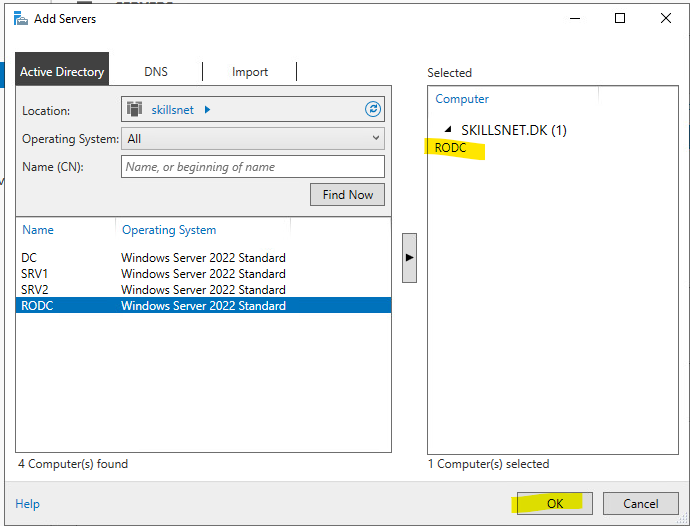 Add Servers
Active Directory
DNS
Import
Location:
skillsnet
Operating System:
All
Name (CN):
Name, or beginning of name
Find Now
Name Operating System
DC Windows Server 2022 Standard
SRV1 Windows Server 2022 Standard
SRV2 Windows Server 2022 Standard
RODC Windows Server 2022 Standard
4 Computer(s) found
Selected
Computer
SKILLSNET.DK (1)
RODC
1 Computer(s) selected
Help
OK
Cancel